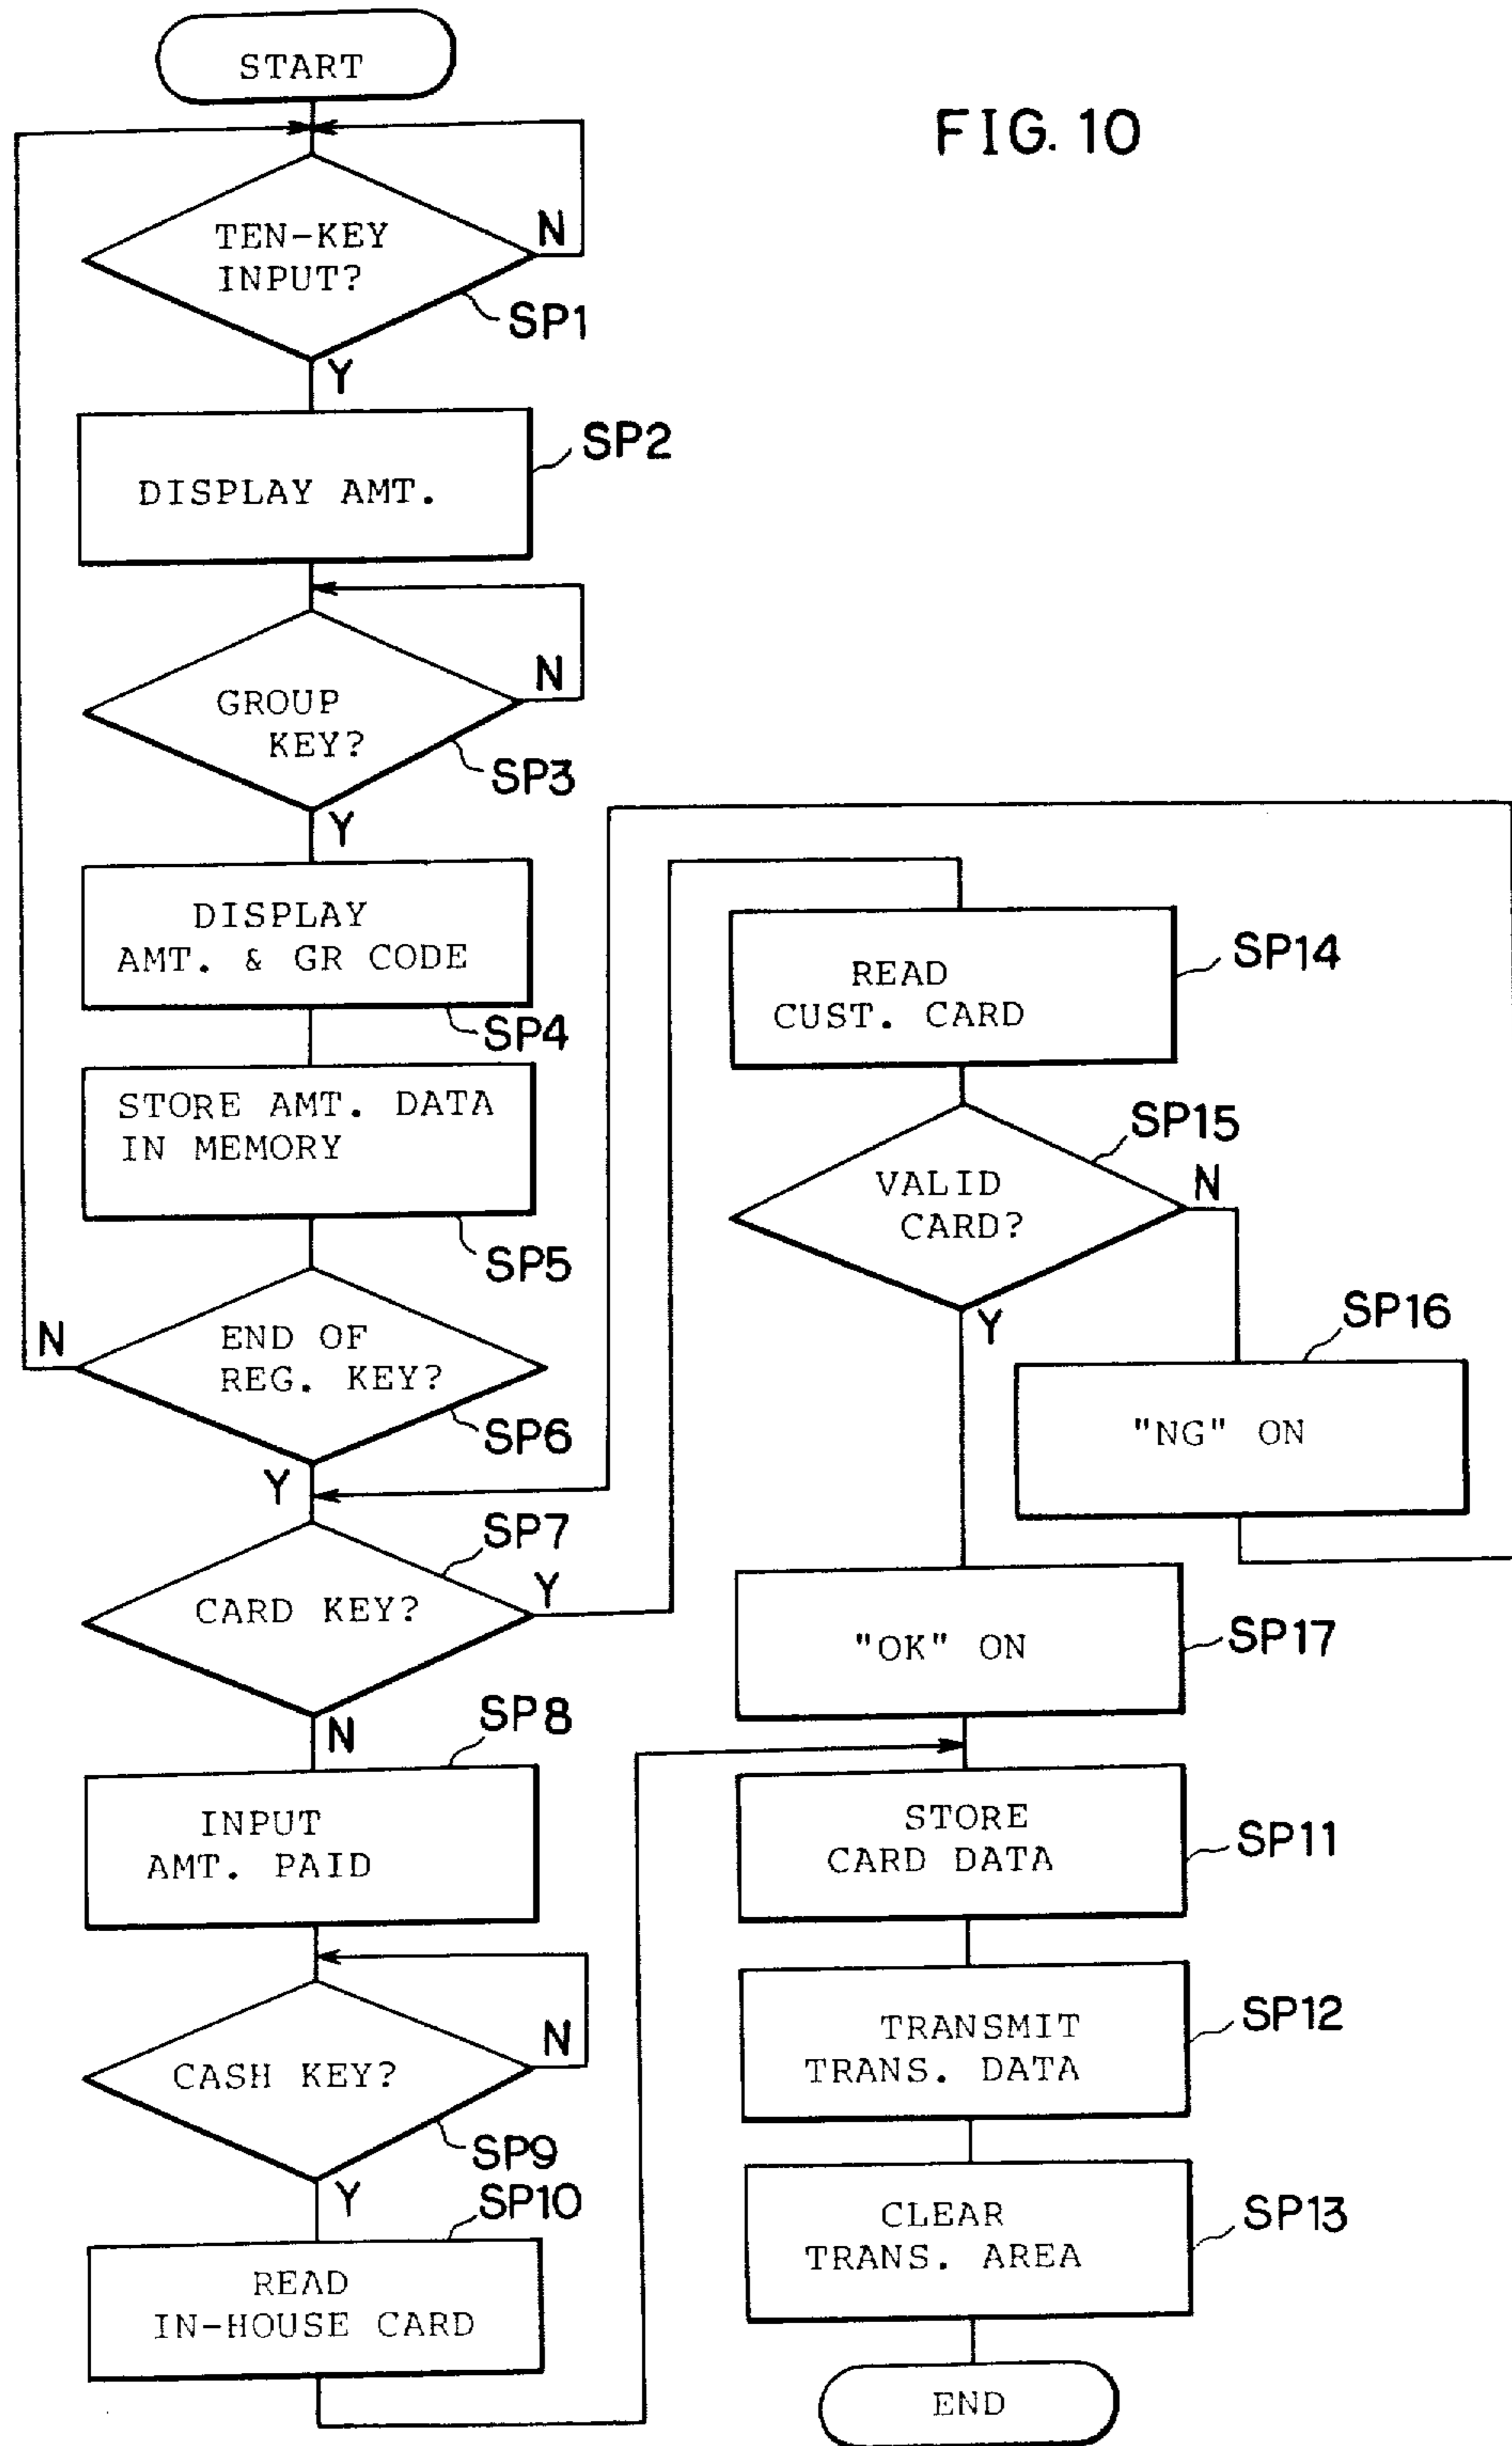 FIG. 10
START
TEN-KEY
INPUT?
N
SP1
Y
DISPLAY AMT.
SP2
GROUP
KEY?
N
SP3
Y
DISPLAY
AMT. & GR CODE
SP4
STORE AMT. DATA
IN MEMORY
SP5
END OF
REG. KEY?
N
SP6
Y
SP7
CARD KEY?
Y
N
SP8
INPUT
AMT. PAID
CASH KEY?
N
SP9
Y
SP10
READ
IN-HOUSE CARD
READ
CUST. CARD
SP14
SP15
VALID
CARD?
N
Y
SP16
"NG" ON
"OK" ON
SP17
STORE
CARD DATA
SP11
TRANSMIT
TRANS. DATA
SP12
CLEAR
TRANS. AREA
SP13
END